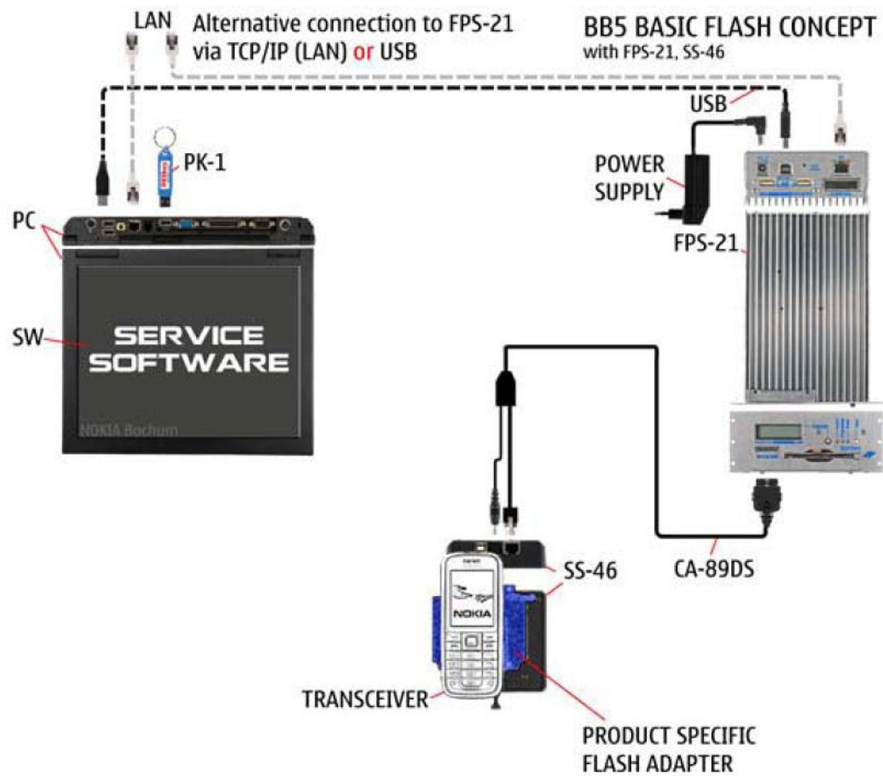 LAN
Alternative connection to FPS-21
via TCP/IP (LAN) or USB
BB5 BASIC FLASH CONCEPT
with FPS-21, SS-46
USB
PK-1
POWER
SUPPLY
PC
FPS-21
SW
SERVICE
SOFTWARE
NOKIA Bochum
SS-46
CA-89DS
NOKIA
TRANSCEIVER
PRODUCT SPECIFIC
FLASH ADAPTER